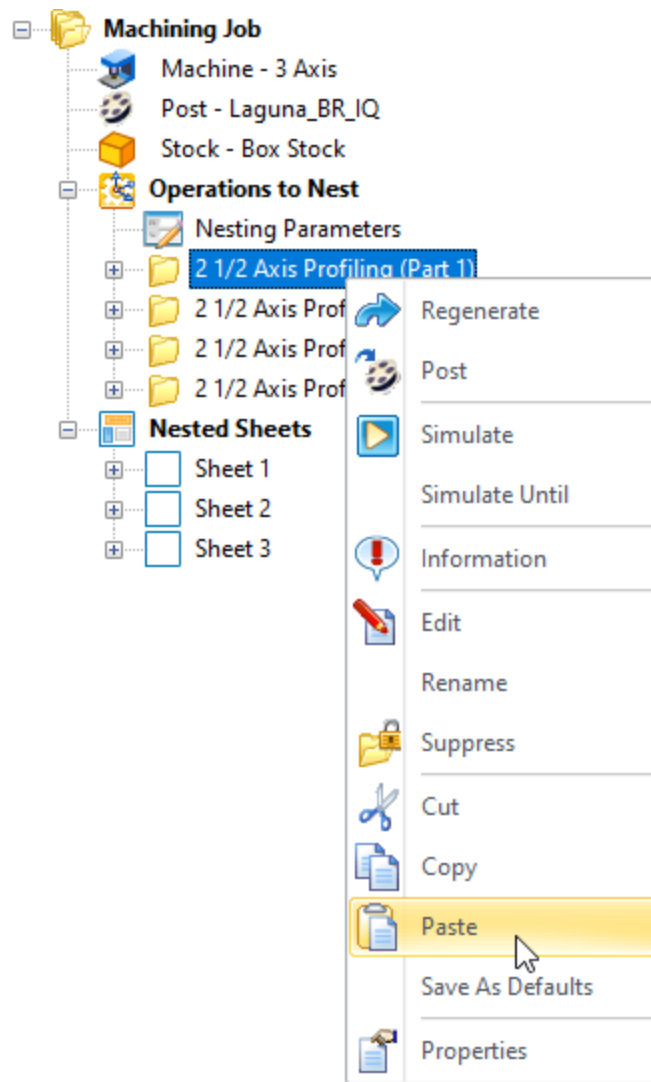 Machining Job
Machine - 3 Axis
Post - Laguna_BR_IQ
Stock - Box Stock
Operations to Nest
Nesting Parameters
2 1/2 Axis Profiling (Part 1)
2 1/2 Axis Prof
2 1/2 Axis Prof
2 1/2 Axis Prof
Nested Sheets
Sheet 1
Sheet 2
Sheet 3
Regenerate
Post
Simulate
Simulate Until
Information
Edit
Rename
Suppress
Cut
Copy
Paste
Save As Defaults
Properties